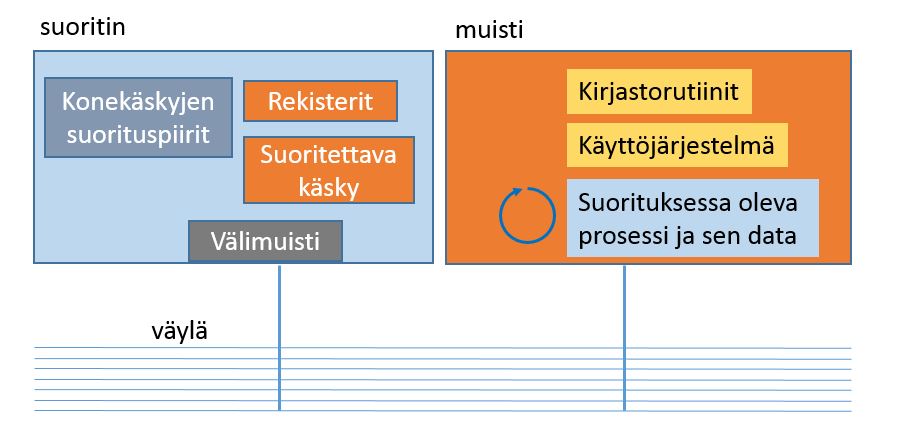 suoritin
muisti
Konekäskyjen
suorituspiirit
Rekisterit
Suoritettava
käsky
Välimuisti
Kirjastorutiinit
Käyttöjärjestelmä
Suorituksessa oleva
prosessi ja sen data
väylä